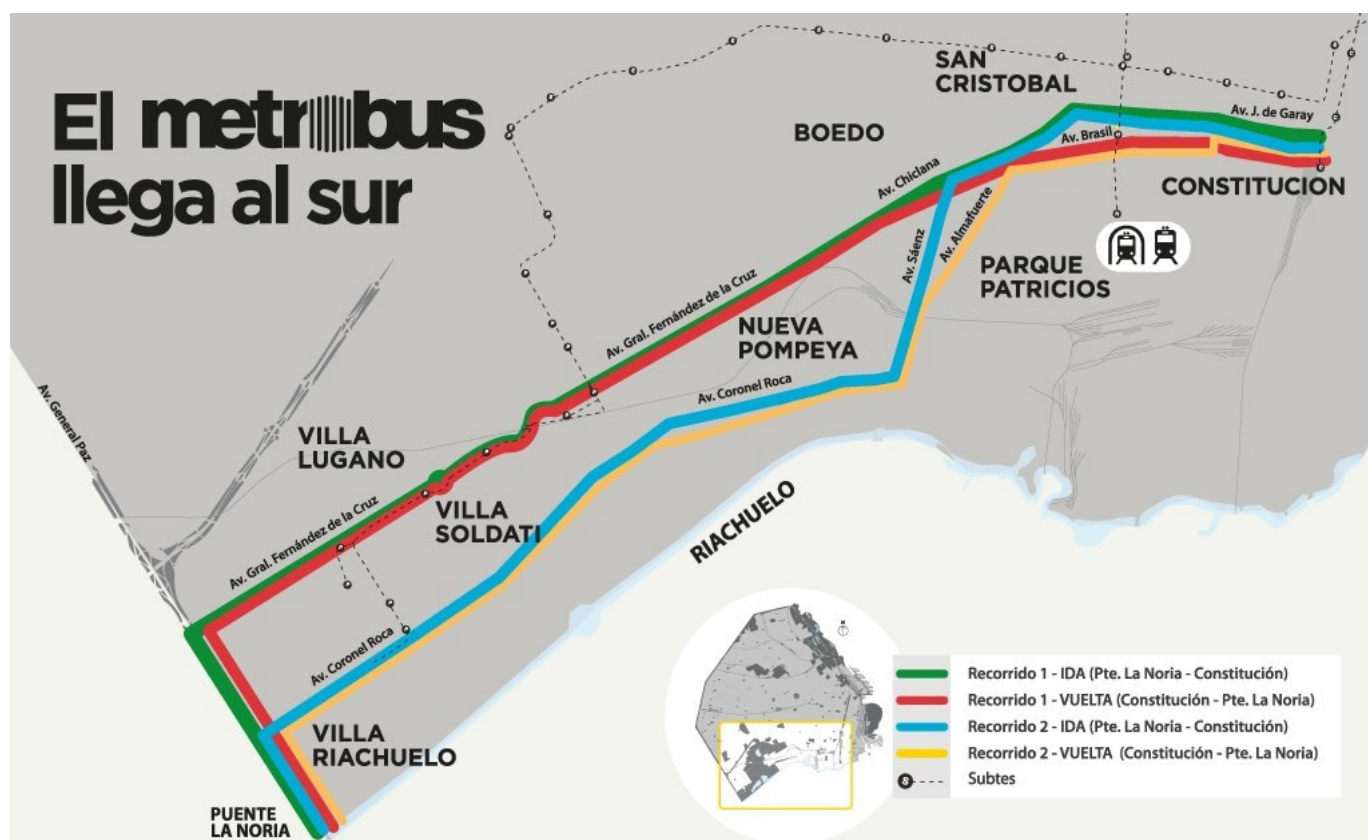 El metrobus
llega al sur
SAN
CRISTOBAL
BOEDO
Av. J. de Garay
Av. Brasil
Av. Chiclana
CONSTITUCION
Av. Sáenz
Av. Almafuerte
PARQUE
PATRICIOS
Av. Gral. Fernández de la Cruz
NUEVA
POMPEYA
Av. Coronel Roca
Av. General Paz
VILLA
LUGANO
VILLA
SOLDATI
Av. Gral. Fernández de la Cruz
RIACHUELO
Av. Coronel Roca
VILLA
RIACHUELO
PUENTE
LA NORIA
Recorrido 1 - IDA (Pte. La Noria - Constitución)
Recorrido 1 - VUELTA (Constitución - Pte. La Noria)
Recorrido 2 - IDA (Pte. La Noria - Constitución)
Recorrido 2 - VUELTA (Constitución - Pte. La Noria)
S Subtes